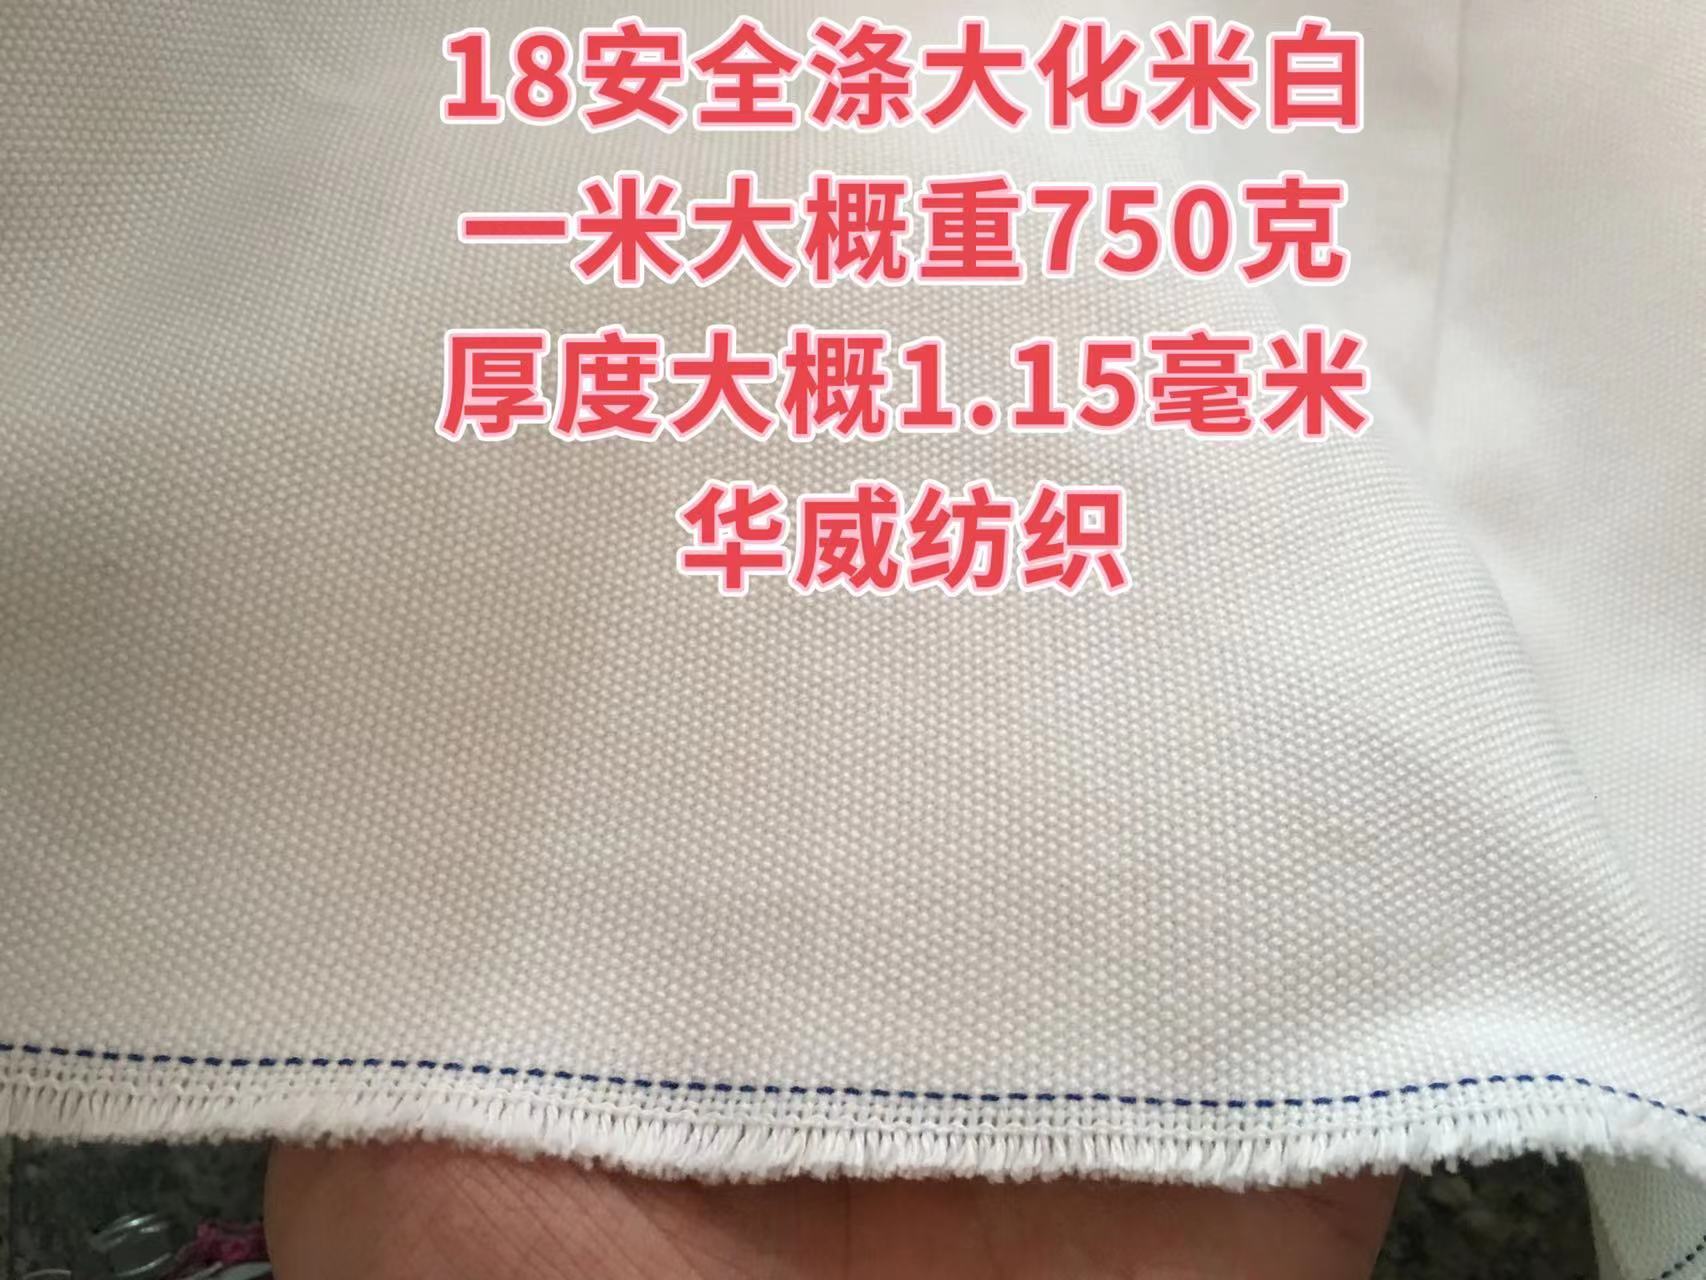 18安全涤大化米白
一米大概重750克
厚度大概1.15毫米
华威纺织